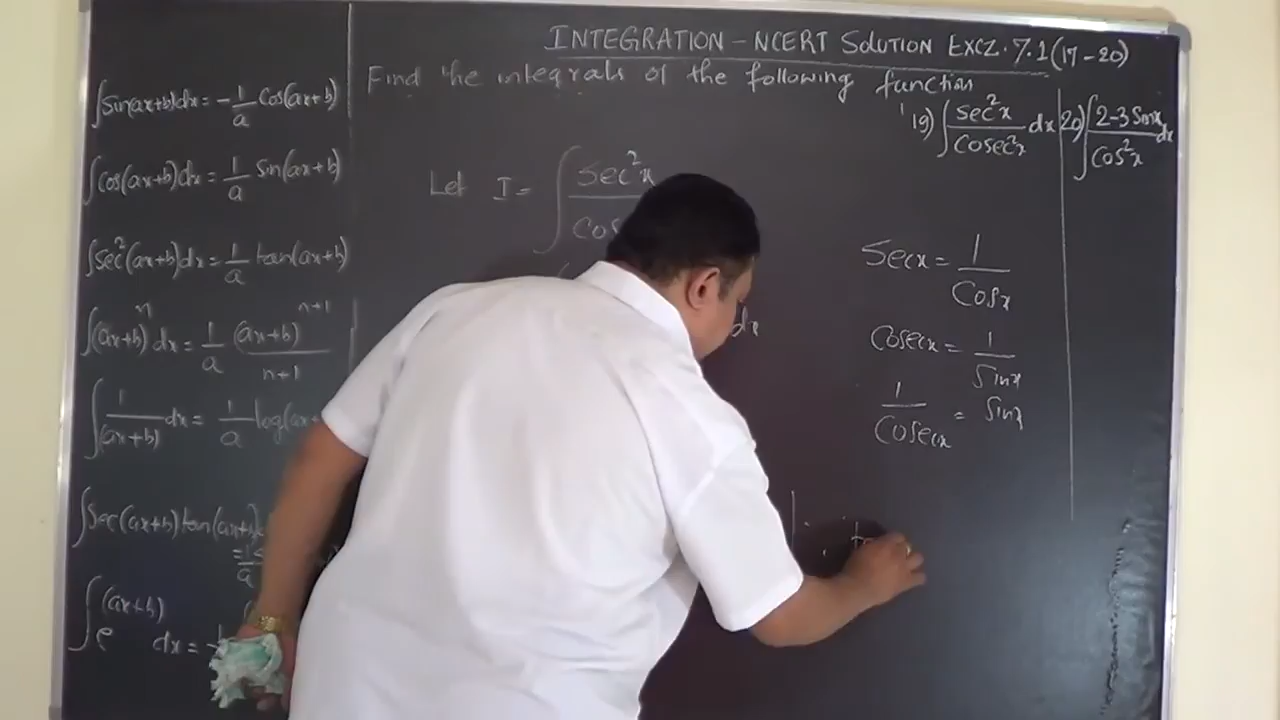 INTEGRATION - NCERT SOLUTION EXCZ. 7.1 (17-20)
Find the integrals of the following function
19) ∫ sec²x / cosec²x dx
20) ∫ 2-3 Sinx / Cos²x dx
∫Sin(ax+b)dx = -1/a Cos(ax+b)
∫Cos(ax+b)dx = 1/a Sin(ax+b)
∫Sec²(ax+b)dx = 1/a tan(ax+b)
∫(ax+b)ⁿ dx = 1/a (ax+b)ⁿ⁺¹ / n+1
∫ 1/(ax+b) dx = 1/a log(ax
∫Sec(ax+b)tan(ax+b)
= 1/a
∫e⁽ᵃˣ⁺ᵇ⁾ dx =
Let I = ∫ Sec²x / Cos
dx
Secx = 1/Cosx
Cosecx = 1/Sinx
1/Cosecx = Sinx